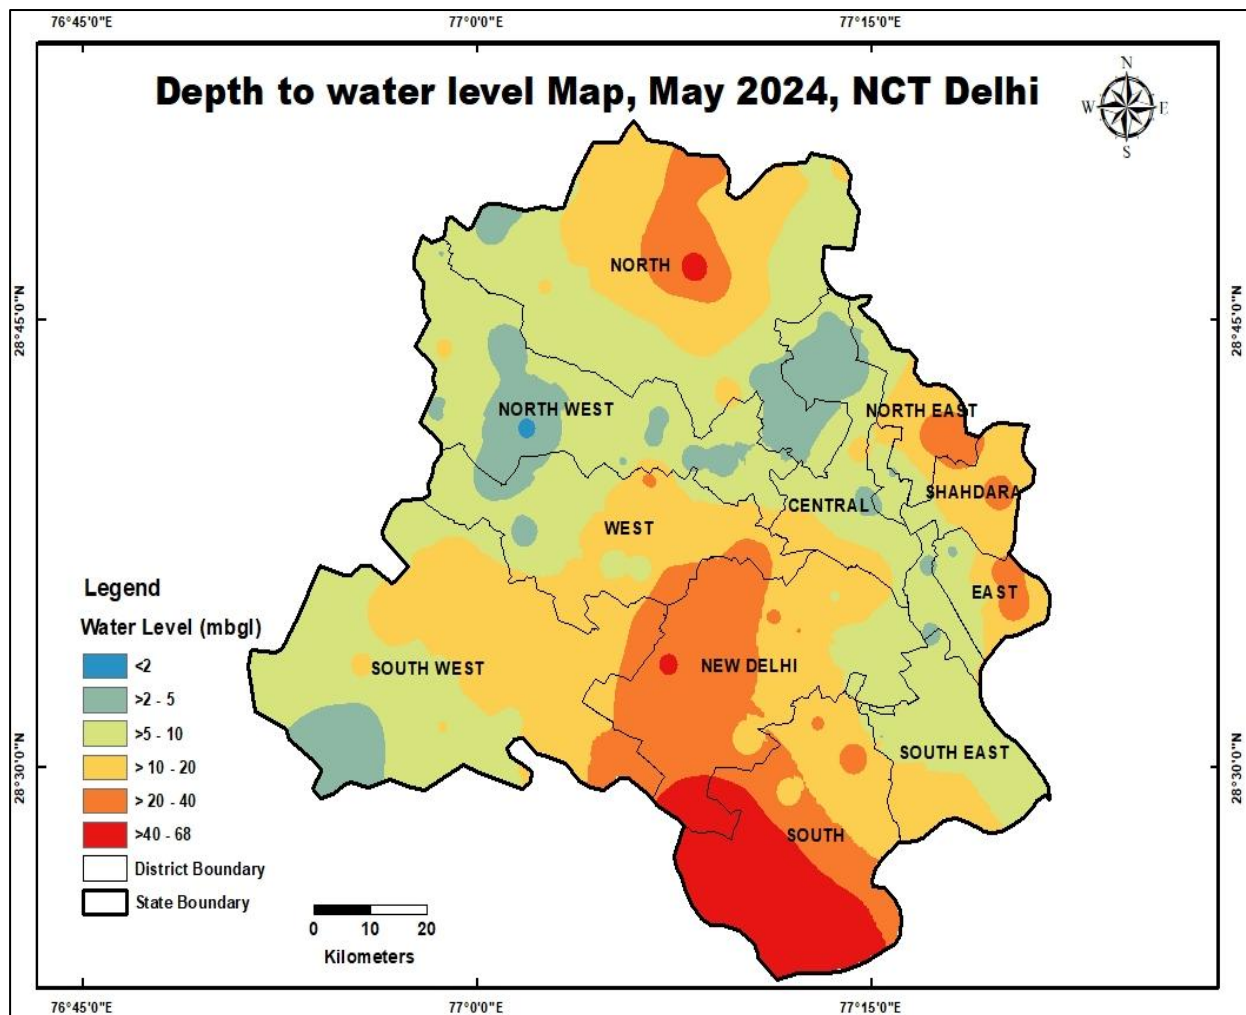 76°45'0"E
77°0'0"E
77°15'0"E
Depth to water level Map, May 2024, NCT Delhi
N
W
E
S
28°45'0"N
28°45'0"N
NORTH
NORTH WEST
NORTH EAST
SHAHDARA
CENTRAL
WEST
EAST
SOUTH WEST
NEW DELHI
SOUTH EAST
SOUTH
28°30'0"N
28°30'0"N
Legend
Water Level (mbgl)
<2
>2 - 5
>5 - 10
> 10 - 20
> 20 - 40
>40 - 68
District Boundary
State Boundary
0 10 20
Kilometers
76°45'0"E
77°0'0"E
77°15'0"E